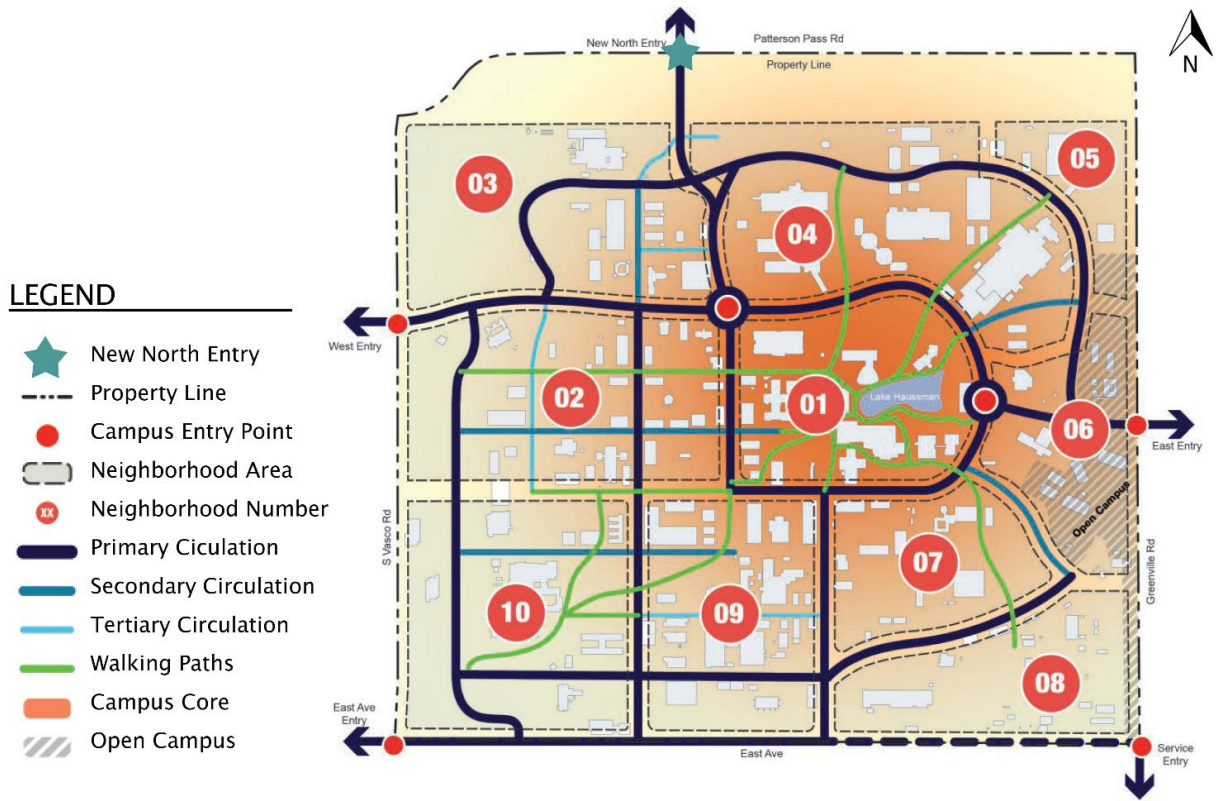 New North Entry
Patterson Pass Rd
Property Line
N
03
05
04
LEGEND
New North Entry
Property Line
Campus Entry Point
Neighborhood Area
XX Neighborhood Number
Primary Ciculation
Secondary Circulation
Tertiary Circulation
Walking Paths
Campus Core
Open Campus
West Entry
02
01
Lake Haussman
06
East Entry
Open Campus
S Vasco Rd
Greenville Rd
07
10
09
08
East Ave
Entry
East Ave
Service
Entry